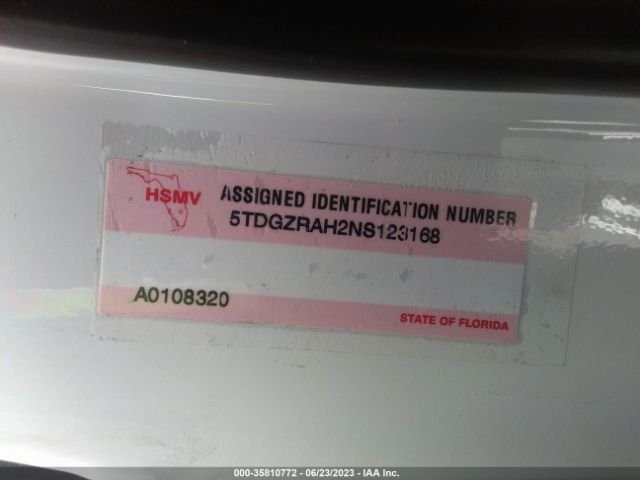 HSMV
ASSIGNED IDENTIFICATION NUMBER
5TDGZRAH2NS123168
A0108320
STATE OF FLORIDA
000-35810772 - 06/23/2023 - IAA Inc.